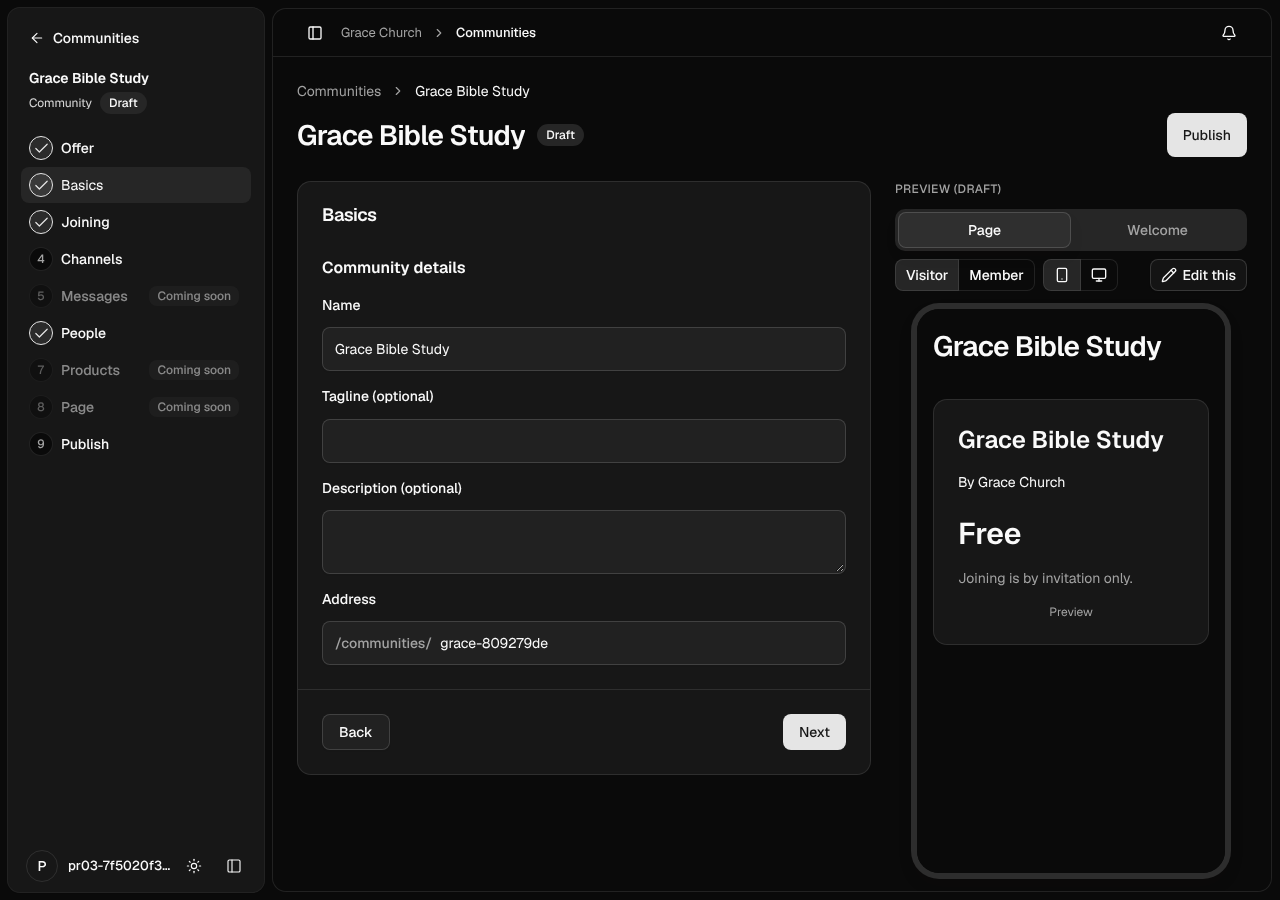 Communities
Grace Bible Study
Community Draft
Offer
Basics
Joining
4 Channels
5 Messages Coming soon
People
7 Products Coming soon
8 Page Coming soon
9 Publish
P pr03-7f5020f3...
Grace Church > Communities
Communities > Grace Bible Study
Grace Bible Study Draft
Publish
Basics
Community details
Name
Grace Bible Study
Tagline (optional)
Description (optional)
Address
/communities/ grace-809279de
Back Next
PREVIEW (DRAFT)
Page Welcome
Visitor Member Edit this
Grace Bible Study
Grace Bible Study
By Grace Church
Free
Joining is by invitation only.
Preview